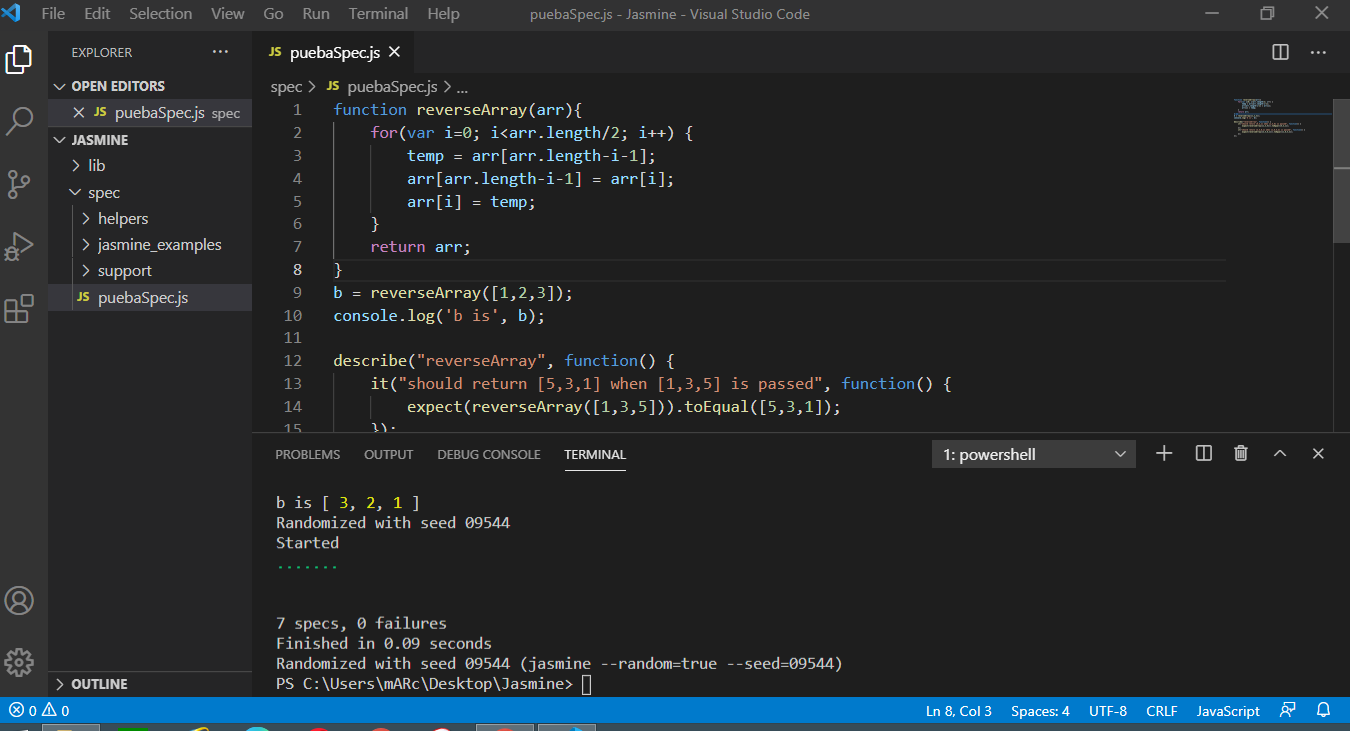 File Edit Selection View Go Run Terminal Help puebaSpec.js - Jasmine - Visual Studio Code
EXPLORER
OPEN EDITORS
JS puebaSpec.js spec
JASMINE
lib
spec
helpers
jasmine_examples
support
JS puebaSpec.js
OUTLINE
JS puebaSpec.js
spec > JS puebaSpec.js > ...
1 function reverseArray(arr){
2 for(var i=0; i<arr.length/2; i++) {
3 temp = arr[arr.length-i-1];
4 arr[arr.length-i-1] = arr[i];
5 arr[i] = temp;
6 }
7 return arr;
8 }
9 b = reverseArray([1,2,3]);
10 console.log('b is', b);
11
12 describe("reverseArray", function() {
13 it("should return [5,3,1] when [1,3,5] is passed", function() {
14 expect(reverseArray([1,3,5])).toEqual([5,3,1]);
15 });
PROBLEMS OUTPUT DEBUG CONSOLE TERMINAL 1: powershell
b is [ 3, 2, 1 ]
Randomized with seed 09544
Started
.......
7 specs, 0 failures
Finished in 0.09 seconds
Randomized with seed 09544 (jasmine --random=true --seed=09544)
PS C:\Users\mARc\Desktop\Jasmine>
0 0 Ln 8, Col 3 Spaces: 4 UTF-8 CRLF JavaScript